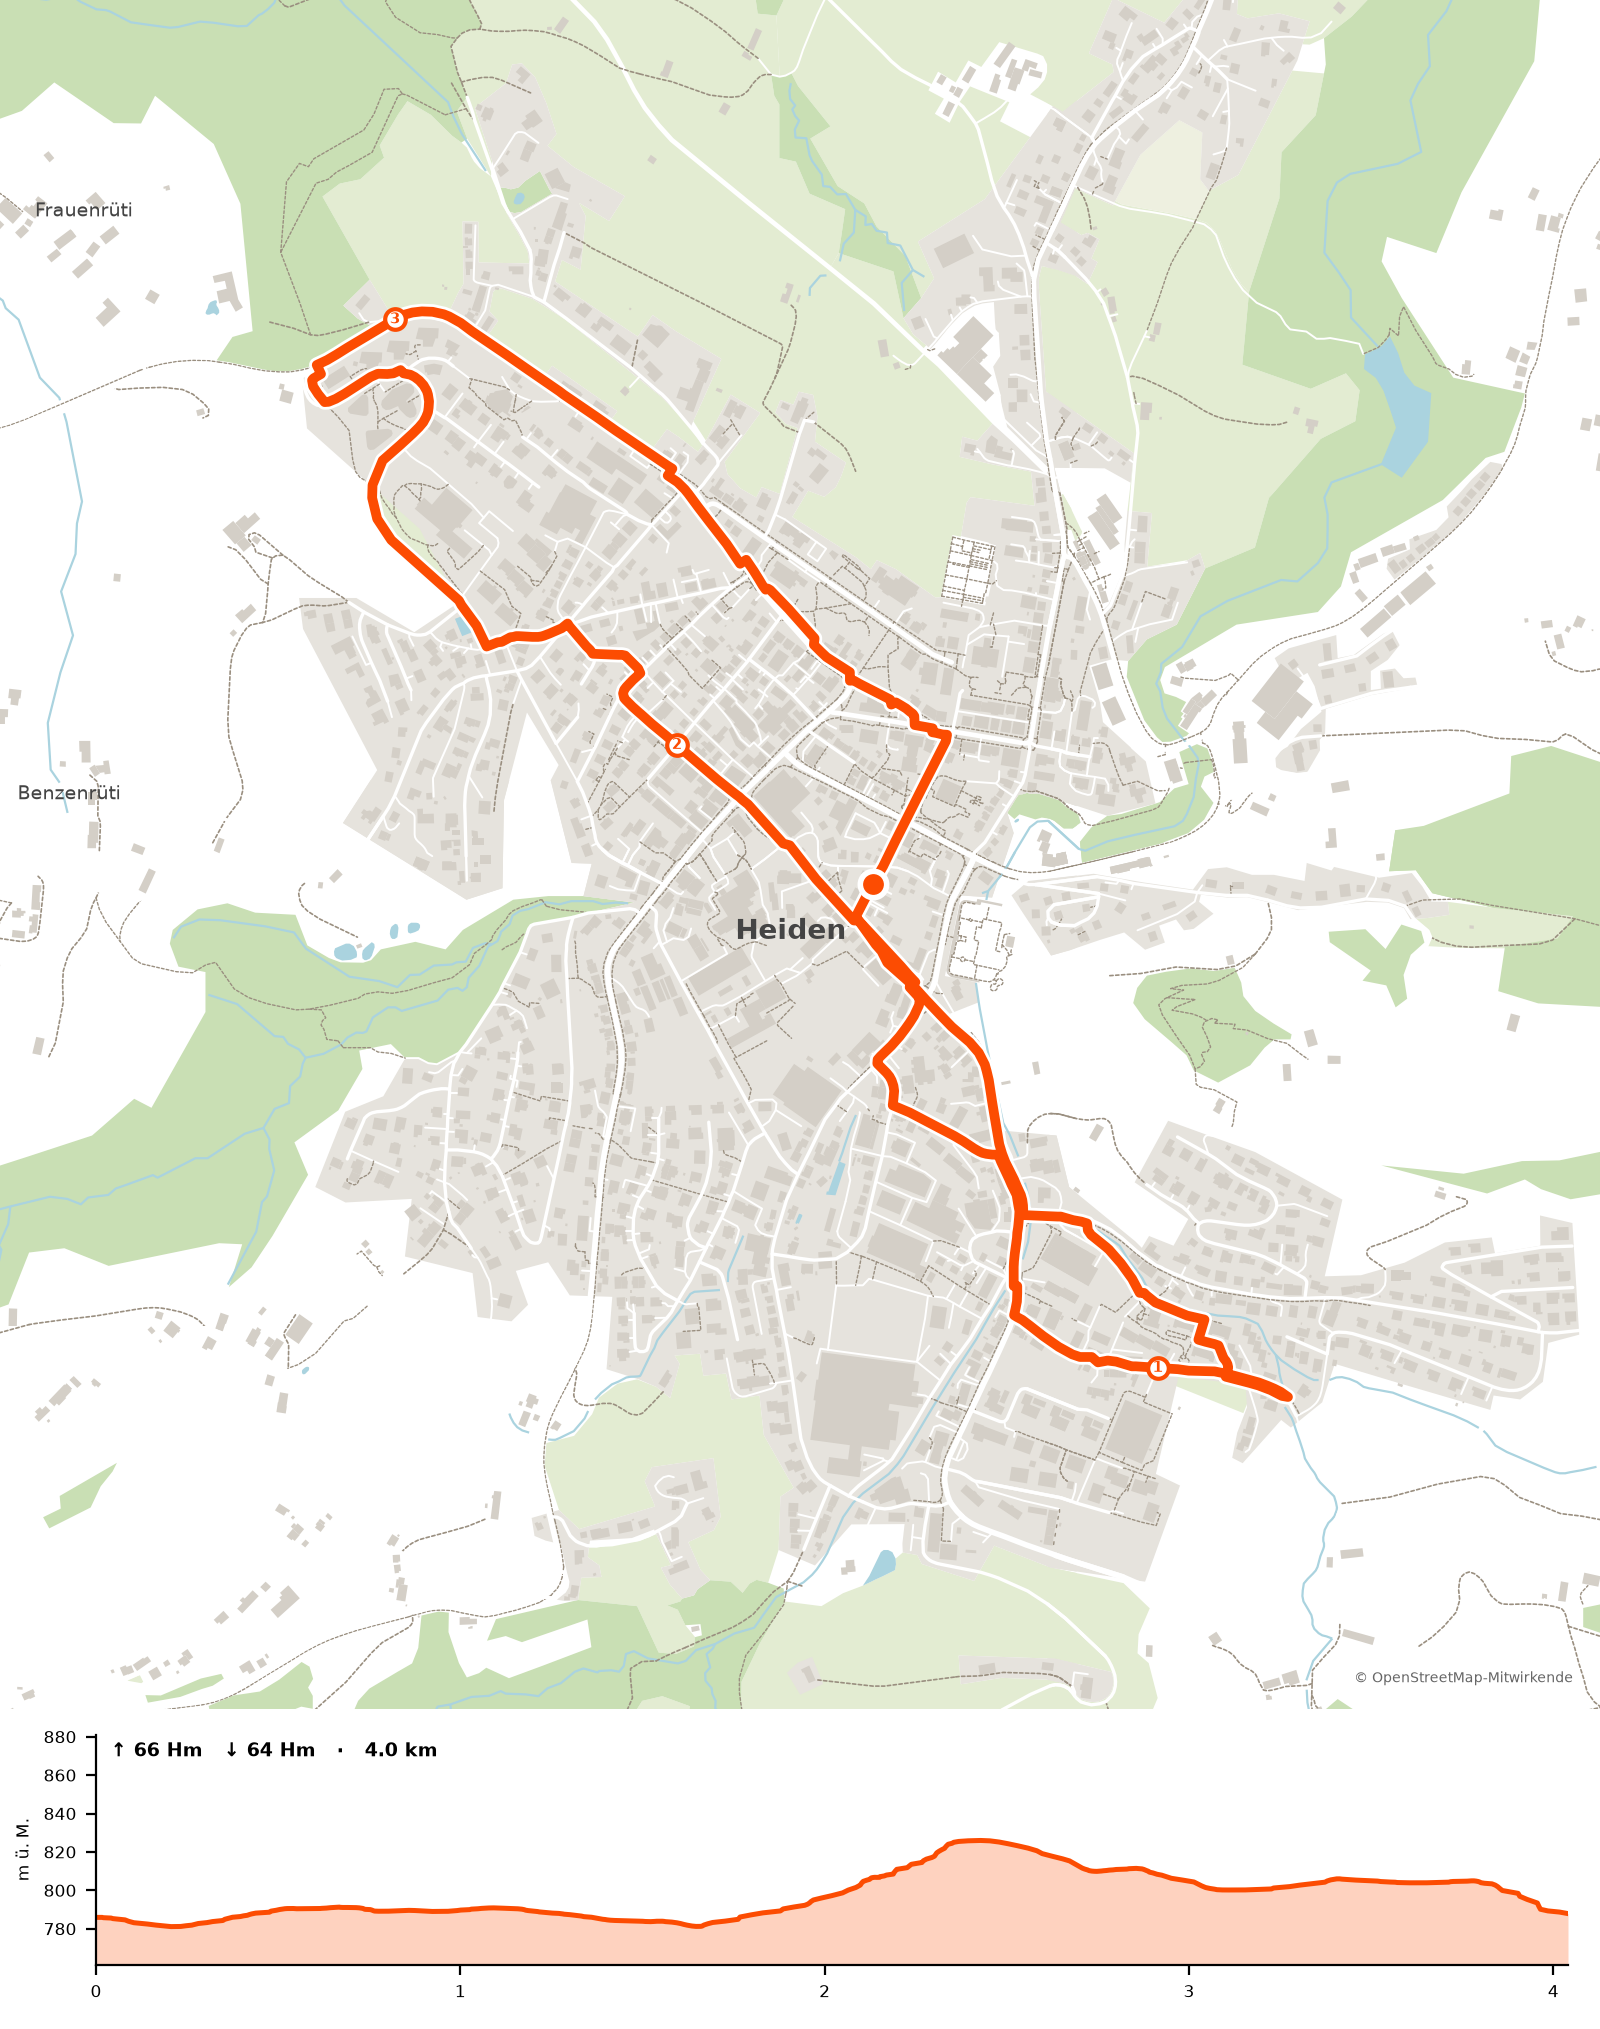 Frauenrüti
3
2
Benzenrüti
Heiden
1
© OpenStreetMap-Mitwirkende
↑ 66 Hm ↓ 64 Hm · 4.0 km
m ü. M.
880
860
840
820
800
780
0 1 2 3 4